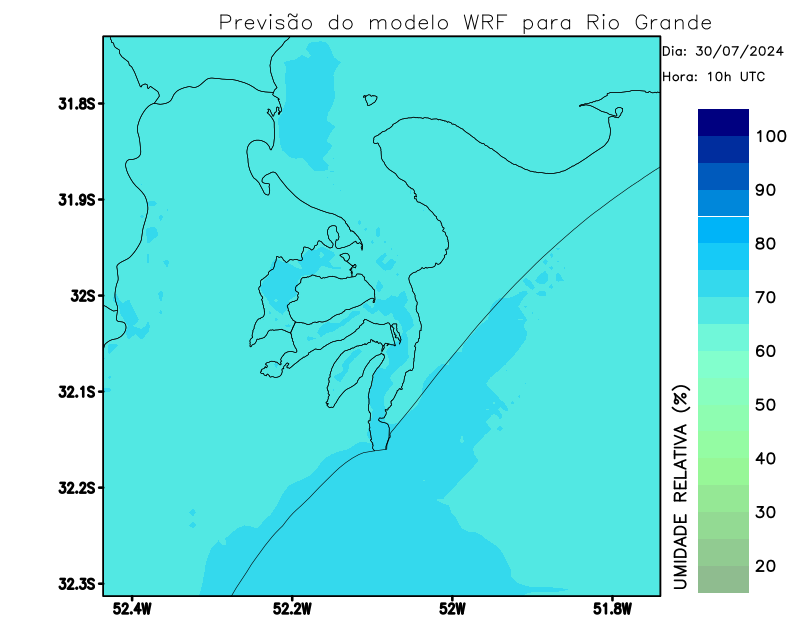 Previsão do modelo WRF para Rio Grande
Dia: 30/07/2024
Hora: 10h UTC
31.8S
31.9S
32S
32.1S
32.2S
32.3S
52.4W
52.2W
52W
51.8W
100
90
80
70
60
50
40
30
20
UMIDADE RELATIVA (%)